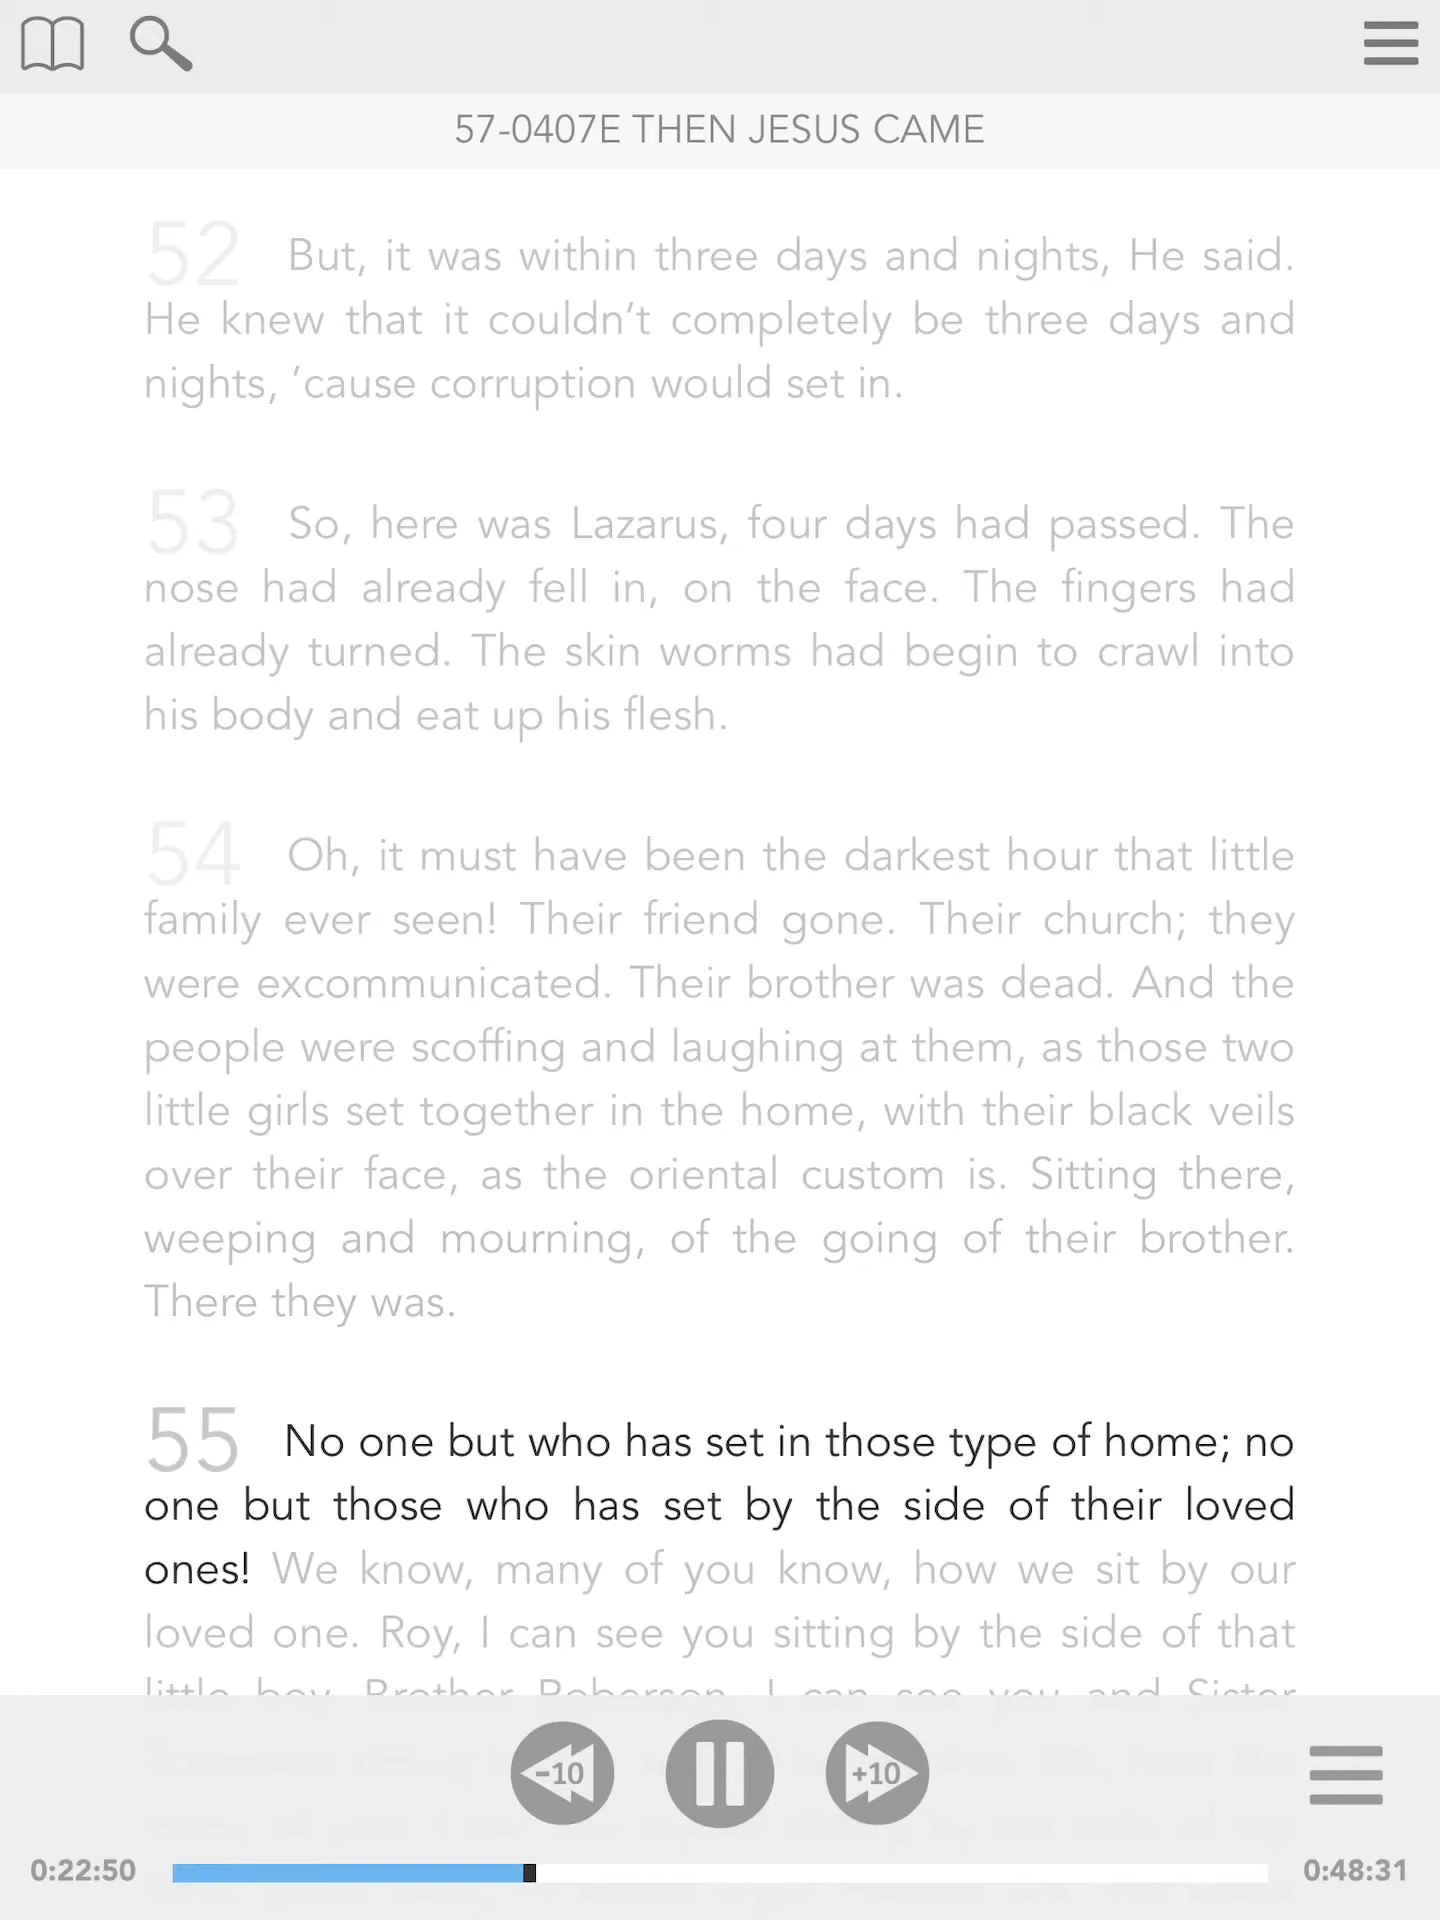 57-0407E THEN JESUS CAME
52 But, it was within three days and nights, He said.
He knew that it couldn’t completely be three days and
nights, ’cause corruption would set in.
53 So, here was Lazarus, four days had passed. The
nose had already fell in, on the face. The fingers had
already turned. The skin worms had begin to crawl into
his body and eat up his flesh.
54 Oh, it must have been the darkest hour that little
family ever seen! Their friend gone. Their church; they
were excommunicated. Their brother was dead. And the
people were scoffing and laughing at them, as those two
little girls set together in the home, with their black veils
over their face, as the oriental custom is. Sitting there,
weeping and mourning, of the going of their brother.
There they was.
55 No one but who has set in those type of home; no
one but those who has set by the side of their loved
ones! We know, many of you know, how we sit by our
loved one. Roy, I can see you sitting by the side of that
little boy. Brother Roberson, I can see you and Sister
-10 +10
0:22:50 0:48:31